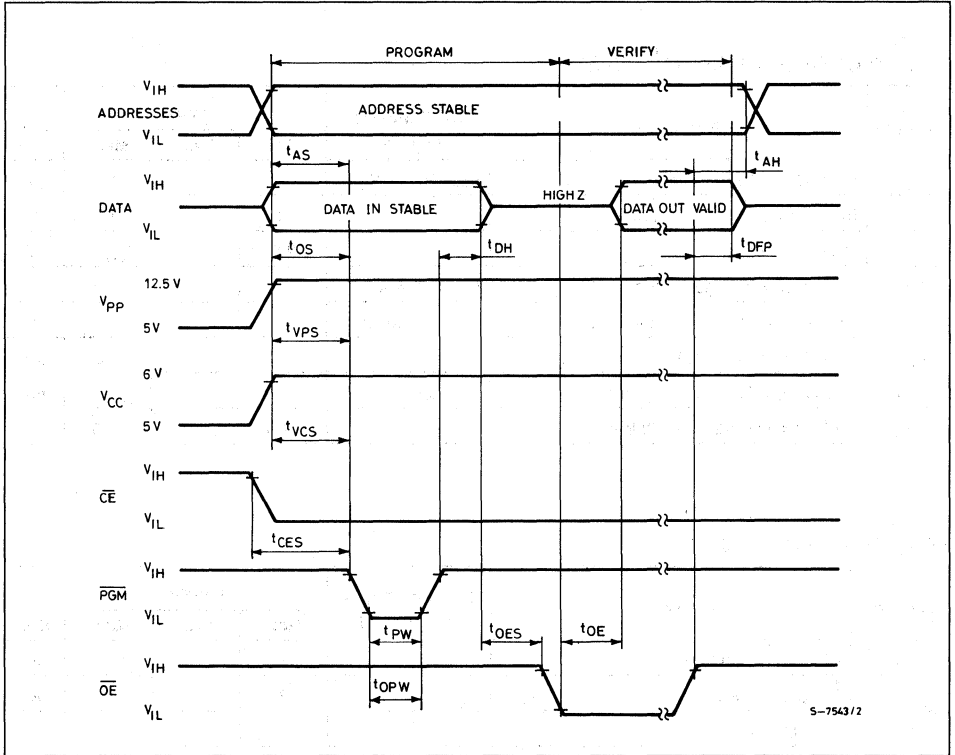 PROGRAM
VERIFY
VIH
ADDRESSES
ADDRESS STABLE
VIL
tAS
tAH
VIH
DATA
DATA IN STABLE
HIGH Z
DATA OUT VALID
VIL
tOS
tDH
tDFP
12.5 V
VPP
5V
tVPS
6 V
VCC
5V
tVCS
VIH
CE
VIL
tCES
VIH
PGM
VIL
tPW
tOES
tOE
VIH
tOPW
OE
VIL
S-7543/2